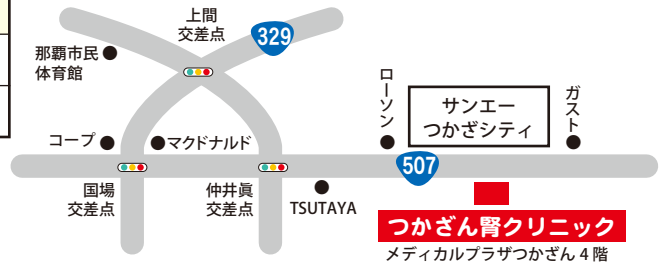 上間
交差点
329
那覇市民
体育館
ローソン
サンエー
つかざシティ
ガスト
コープ
マクドナルド
507
国場
交差点
仲井眞
交差点
TSUTAYA
つかざん腎クリニック
メディカルプラザつかざん4階